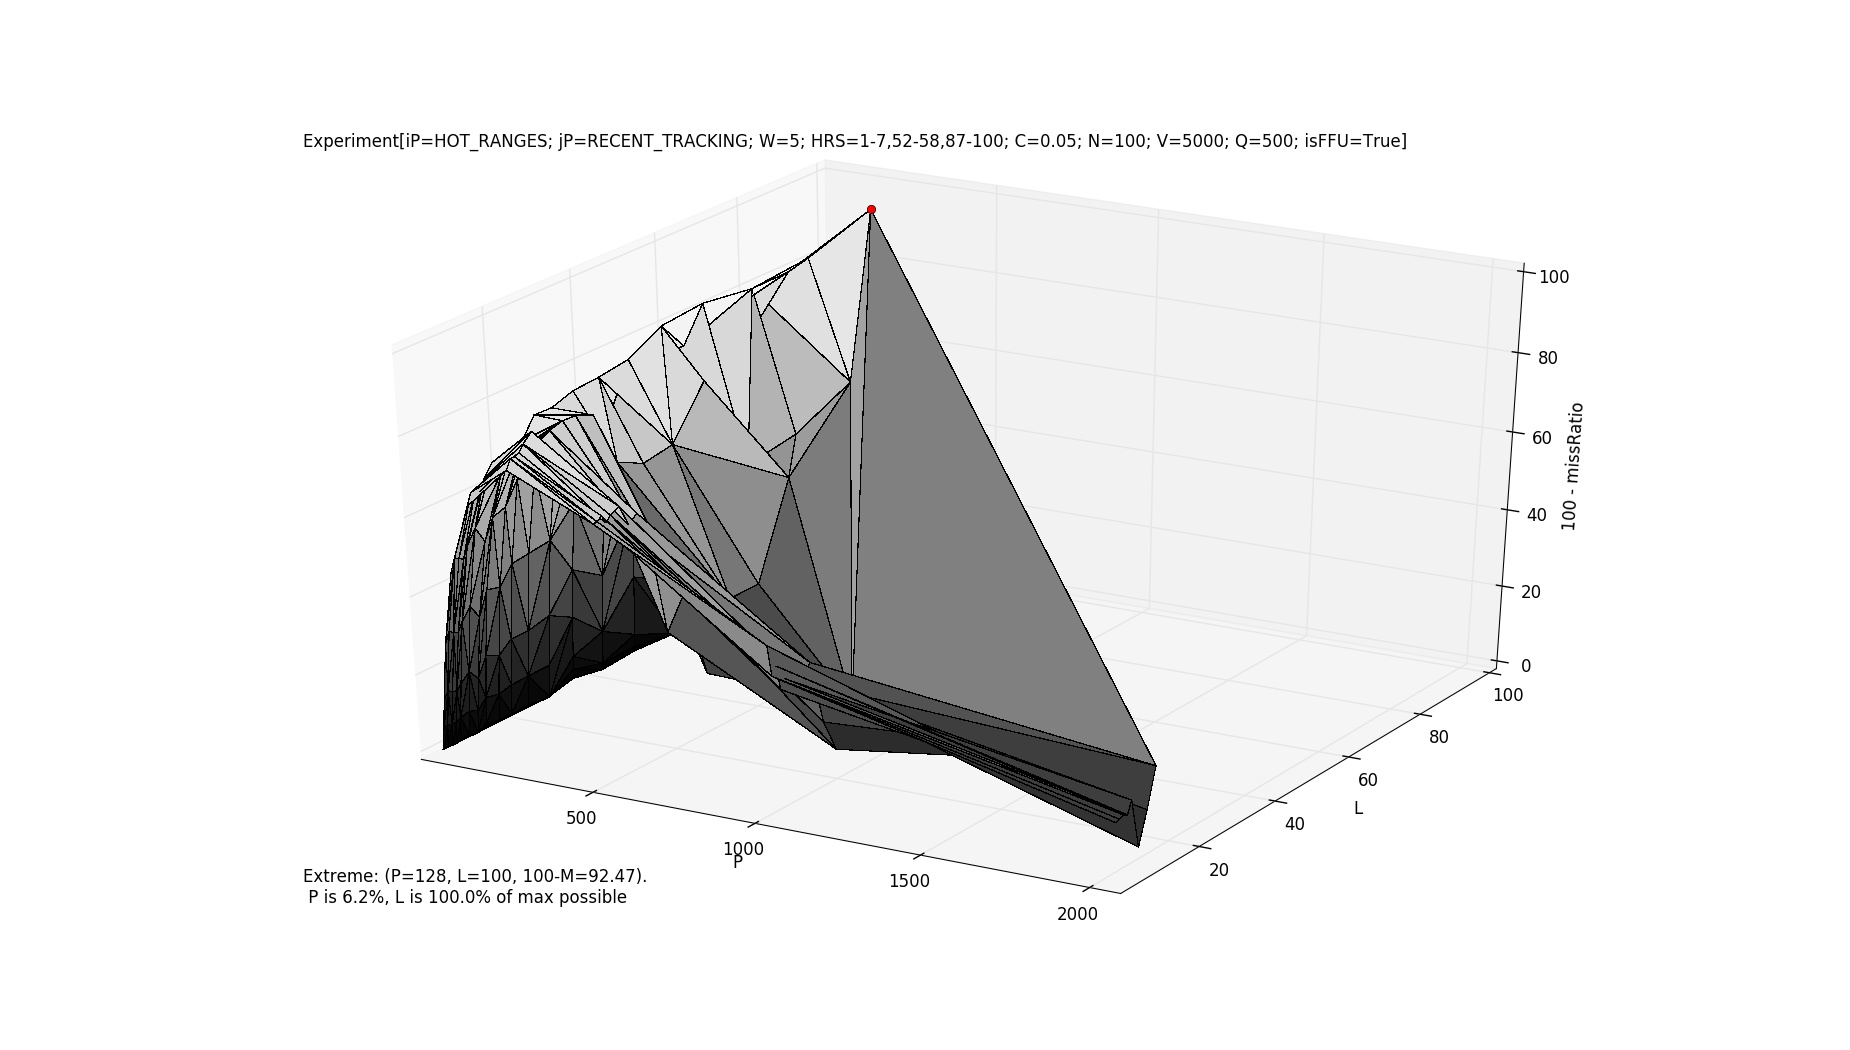 Experiment[iP=HOT_RANGES; jP=RECENT_TRACKING; W=5; HRS=1-7,52-58,87-100; C=0.05; N=100; V=5000; Q=500; isFFU=True]
100
80
60
40
20
0
100 - missRatio
100
80
60
40
20
L
500
1000
1500
2000
P
Extreme: (P=128, L=100, 100-M=92.47).
P is 6.2%, L is 100.0% of max possible